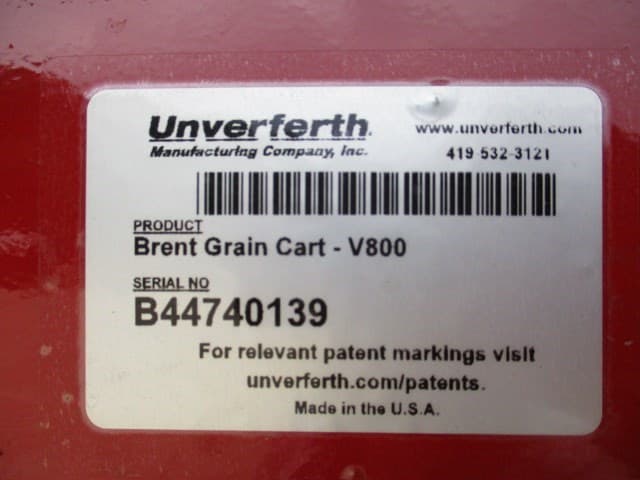 Unverferth
www.unverferth.com
Manufacturing Company, Inc.
419-532-3121
PRODUCT
Brent Grain Cart - V800
SERIAL NO
B44740139
For relevant patent markings visit
unverferth.com/patents.
Made in the U.S.A.